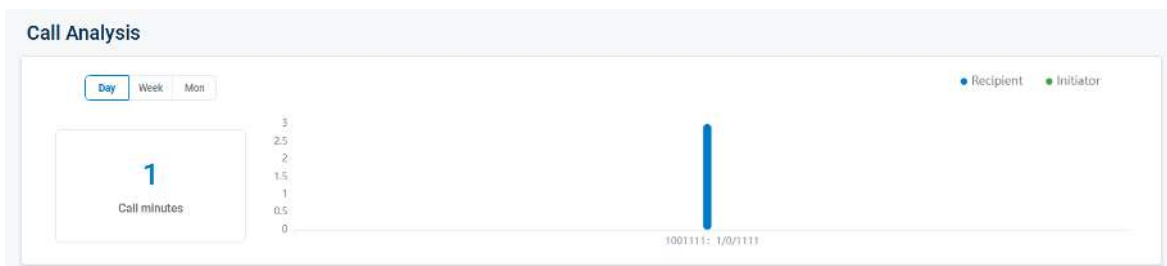 Call Analysis
Day Week Mon
Recipient Initiator
3
2.5
2
1.5
1
0.5
0
1
Call minutes
1001111: 1/0/1111